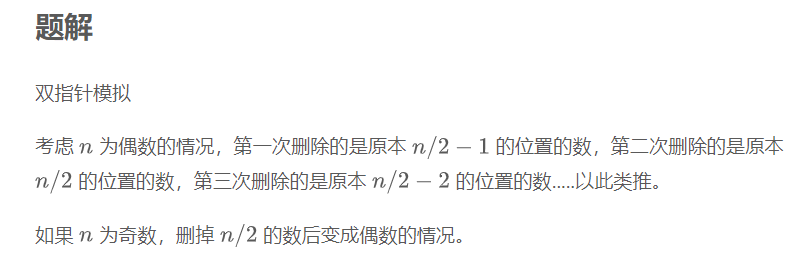 题解
双指针模拟
考虑 n 为偶数的情况，第一次删除的是原本 n/2 − 1 的位置的数，第二次删除的是原本
n/2 的位置的数，第三次删除的是原本 n/2 − 2 的位置的数.....以此类推。
如果 n 为奇数，删掉 n/2 的数后变成偶数的情况。